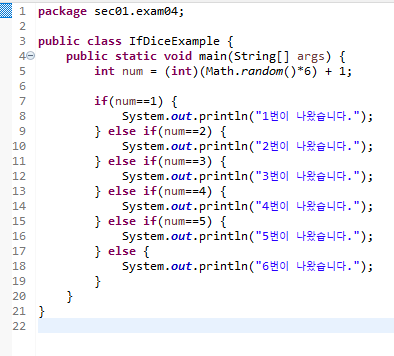 1 package sec01.exam04;
2
3 public class IfDiceExample {
4     public static void main(String[] args) {
5         int num = (int)(Math.random()*6) + 1;
6
7         if(num==1) {
8             System.out.println("1번이 나왔습니다.");
9         } else if(num==2) {
10             System.out.println("2번이 나왔습니다.");
11         } else if(num==3) {
12             System.out.println("3번이 나왔습니다.");
13         } else if(num==4) {
14             System.out.println("4번이 나왔습니다.");
15         } else if(num==5) {
16             System.out.println("5번이 나왔습니다.");
17         } else {
18             System.out.println("6번이 나왔습니다.");
19         }
20     }
21 }
22